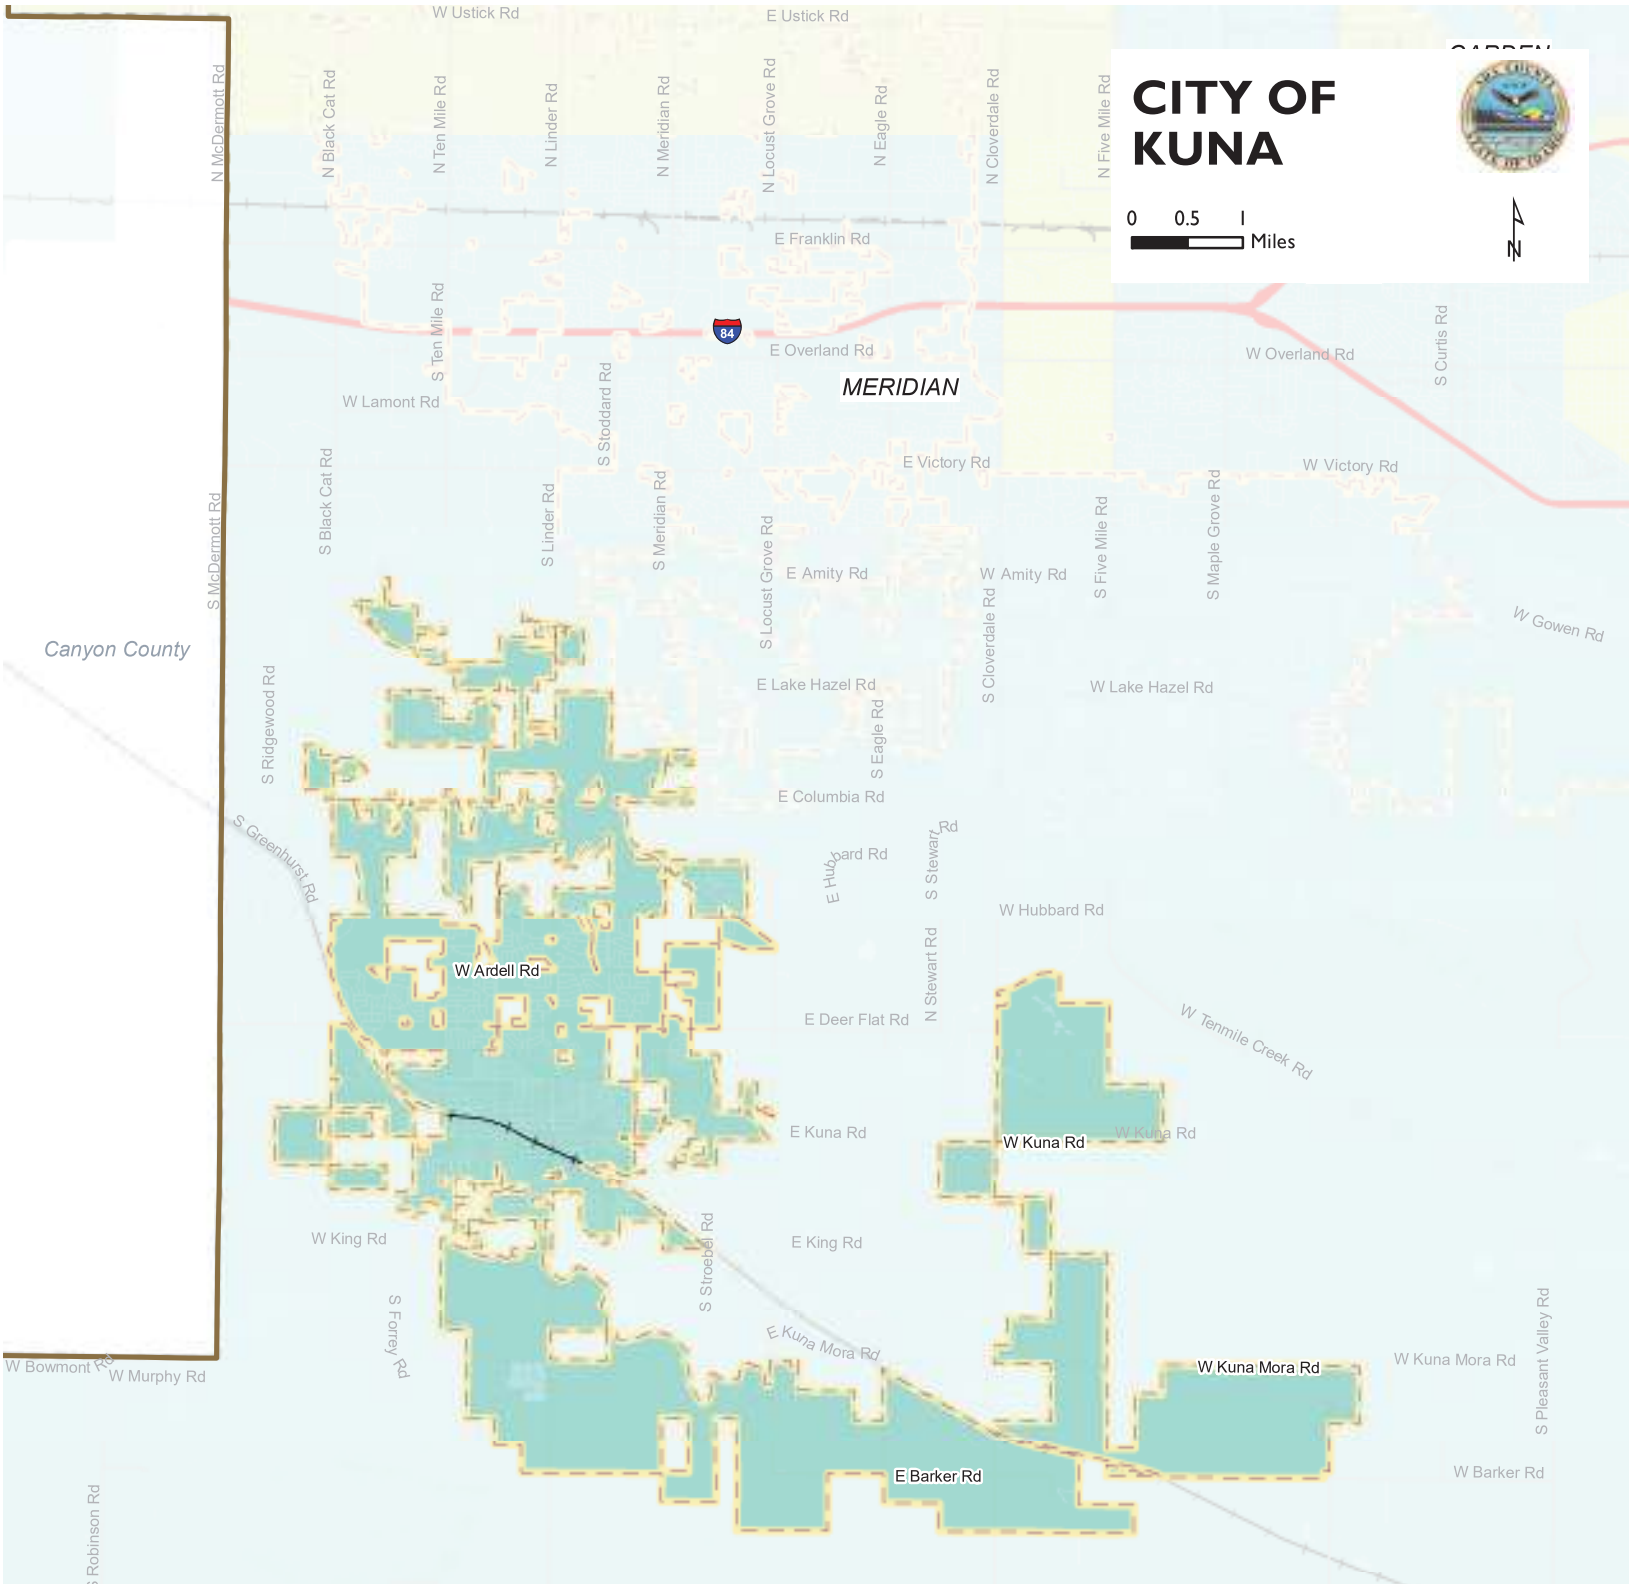 W Ustick Rd
E Ustick Rd
CITY OF
KUNA
0 0.5 1
Miles
N
N McDermott Rd
N Black Cat Rd
N Ten Mile Rd
N Linder Rd
N Meridian Rd
N Locust Grove Rd
N Eagle Rd
N Cloverdale Rd
N Five Mile Rd
E Franklin Rd
S Ten Mile Rd
84
E Overland Rd
W Overland Rd
S Curtis Rd
MERIDIAN
W Lamont Rd
S Stoddard Rd
E Victory Rd
W Victory Rd
S Black Cat Rd
S McDermott Rd
S Linder Rd
S Meridian Rd
S Locust Grove Rd
S Five Mile Rd
S Maple Grove Rd
E Amity Rd
W Amity Rd
S Cloverdale Rd
W Gowen Rd
Canyon County
S Ridgewood Rd
E Lake Hazel Rd
W Lake Hazel Rd
S Eagle Rd
E Columbia Rd
S Greenhurst Rd
E Hubbard Rd
S Stewart Rd
W Hubbard Rd
W Ardell Rd
N Stewart Rd
E Deer Flat Rd
W Tenmile Creek Rd
E Kuna Rd
W Kuna Rd
W Kuna Rd
W King Rd
E King Rd
S Stroebel Rd
S Forrey Rd
E Kuna Mora Rd
W Kuna Mora Rd
W Kuna Mora Rd
S Pleasant Valley Rd
W Bowmont Rd
W Murphy Rd
E Barker Rd
W Barker Rd
S Robinson Rd